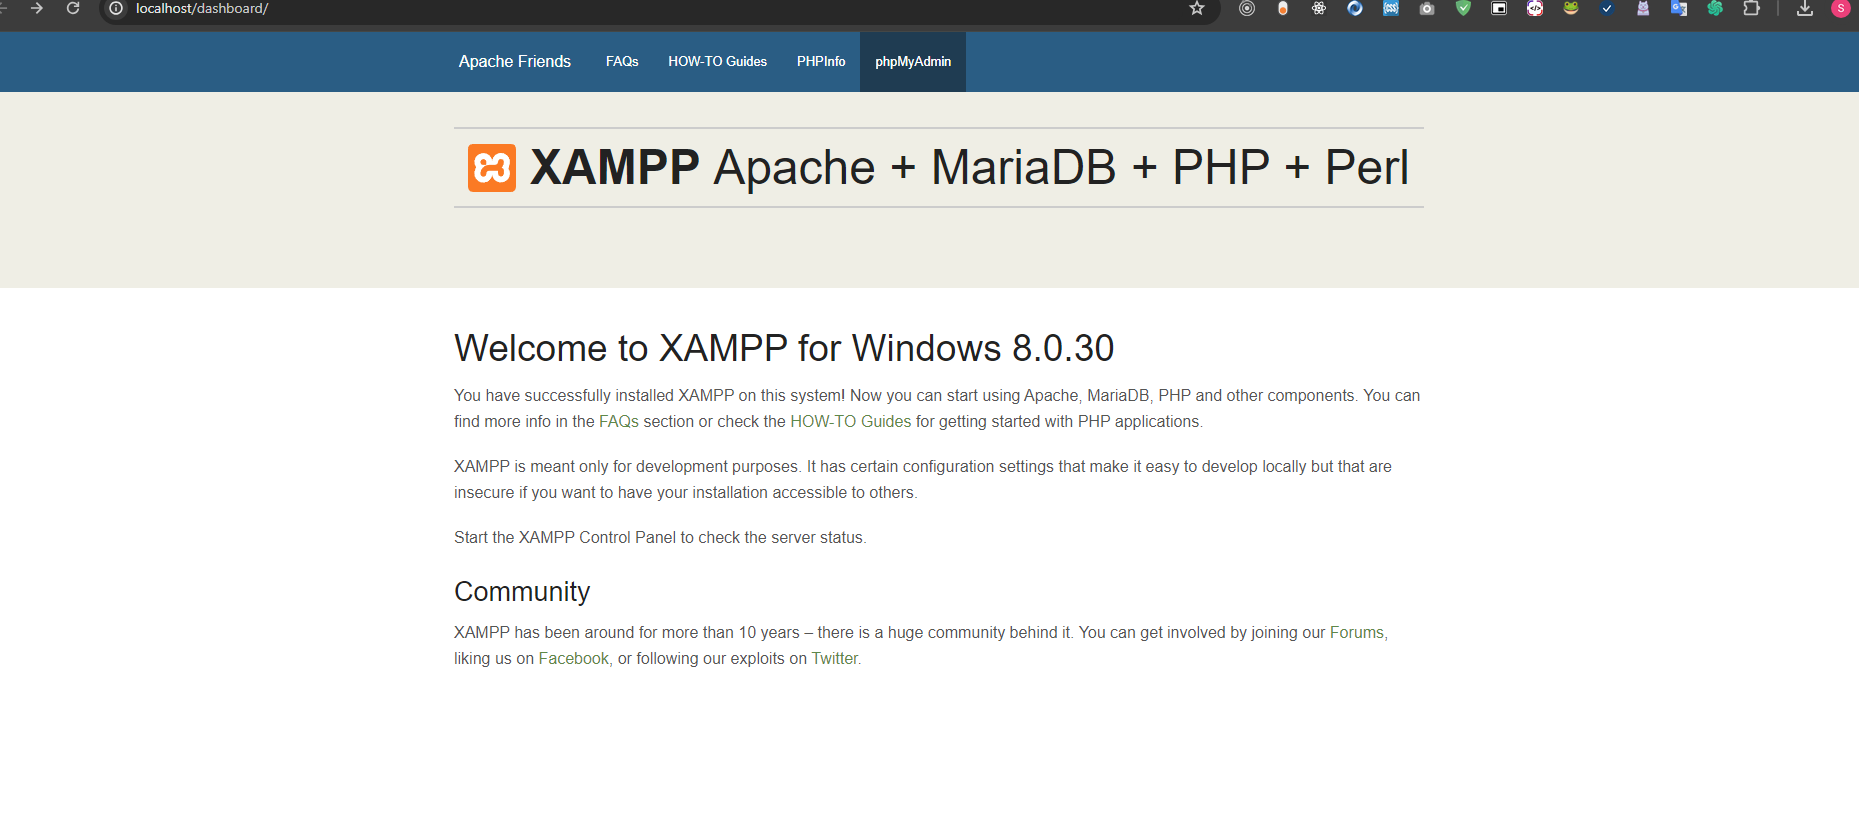 localhost/dashboard/
S
Apache Friends FAQs HOW-TO Guides PHPInfo phpMyAdmin
XAMPP Apache + MariaDB + PHP + Perl
Welcome to XAMPP for Windows 8.0.30
You have successfully installed XAMPP on this system! Now you can start using Apache, MariaDB, PHP and other components. You can
find more info in the FAQs section or check the HOW-TO Guides for getting started with PHP applications.
XAMPP is meant only for development purposes. It has certain configuration settings that make it easy to develop locally but that are
insecure if you want to have your installation accessible to others.
Start the XAMPP Control Panel to check the server status.
Community
XAMPP has been around for more than 10 years – there is a huge community behind it. You can get involved by joining our Forums,
liking us on Facebook, or following our exploits on Twitter.